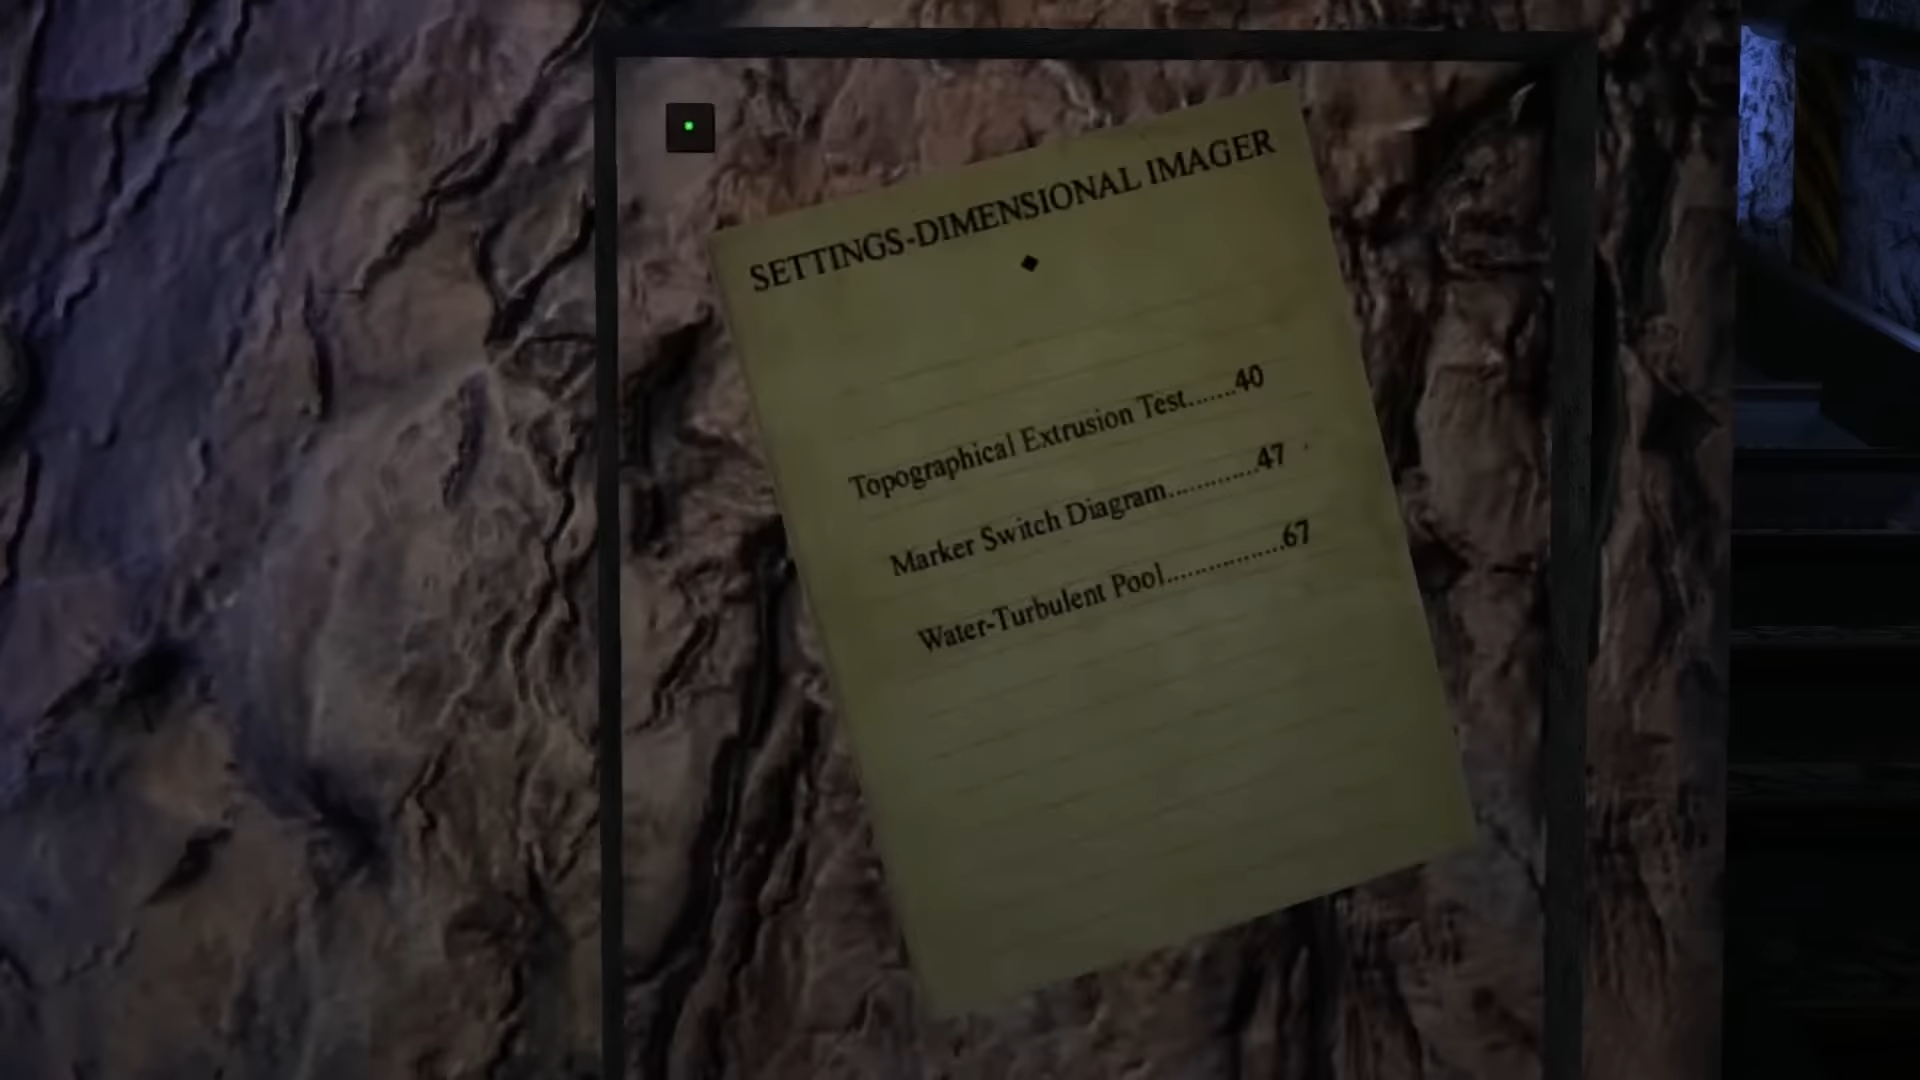 SETTINGS-DIMENSIONAL IMAGER
Topographical Extrusion Test.......40
Marker Switch Diagram.............47
Water-Turbulent Pool.................67